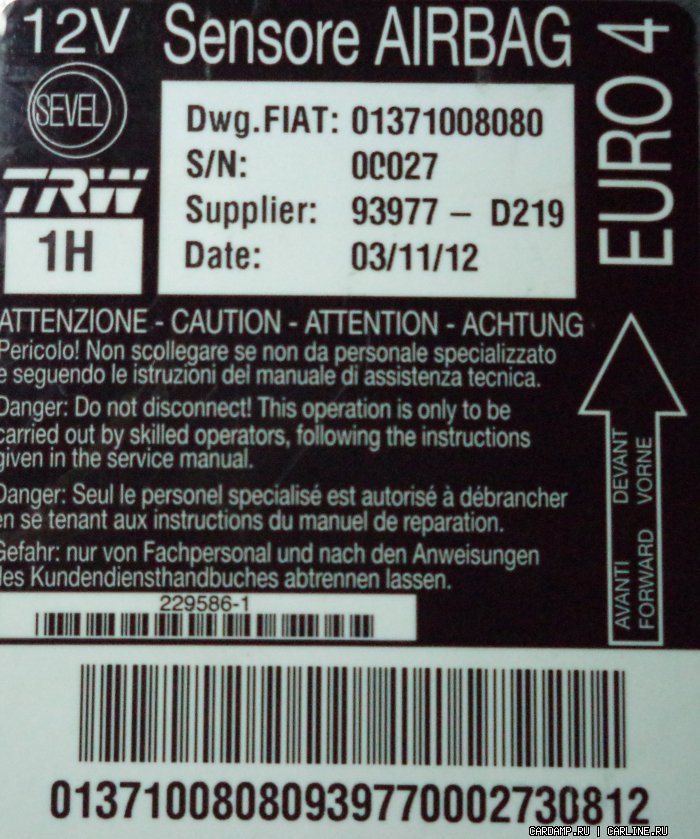 12V Sensore AIRBAG
SEVEL
TRW
1H
Dwg.FIAT: 01371008080
S/N: 00027
Supplier: 93977 - D219
Date: 03/11/12
EURO 4
ATTENZIONE - CAUTION - ATTENTION - ACHTUNG
Pericolo! Non scollegare se non da personale specializzato
e seguendo le istruzioni del manuale di assistenza tecnica.
Danger: Do not disconnect! This operation is only to be
carried out by skilled operators, following the instructions
given in the service manual.
Danger: Seul le personel specialisé est autorisé à débrancher
en se tenant aux instructions du manuel de reparation.
Gefahr: nur von Fachpersonal und nach den Anweisungen
des Kundendiensthandbuches abtrennen lassen.
AVANTI DEVANT
FORWARD VORNE
229586-1
01371008080939770002730812
CARDAMP.RU | CARLINE.RU